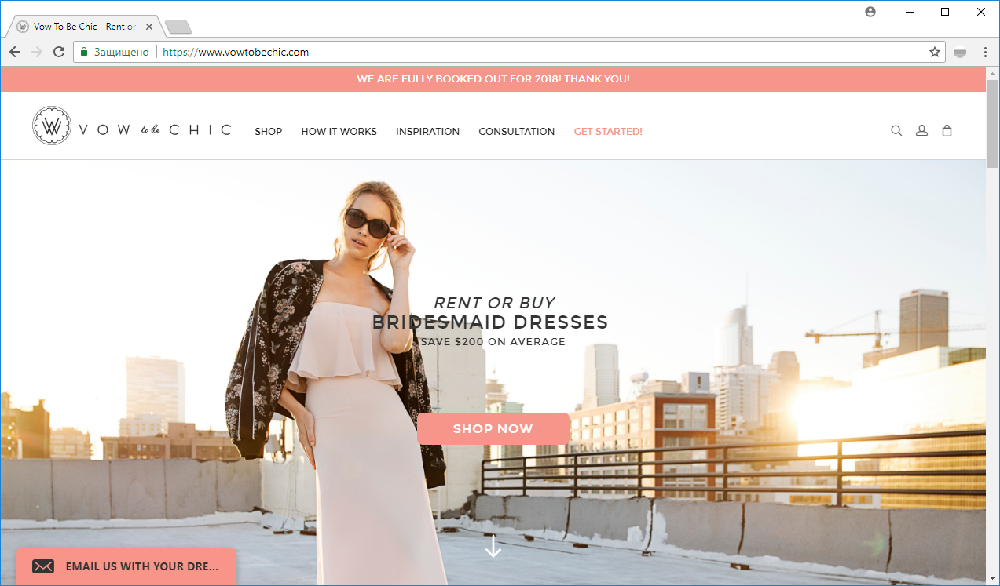 Vow To Be Chic - Rent or
Защищено
https://www.vowtobechic.com
WE ARE FULLY BOOKED OUT FOR 2018! THANK YOU!
VOW to be CHIC
SHOP HOW IT WORKS INSPIRATION CONSULTATION GET STARTED!
RENT OR BUY
BRIDESMAID DRESSES
SAVE $200 ON AVERAGE
SHOP NOW
EMAIL US WITH YOUR DRE...